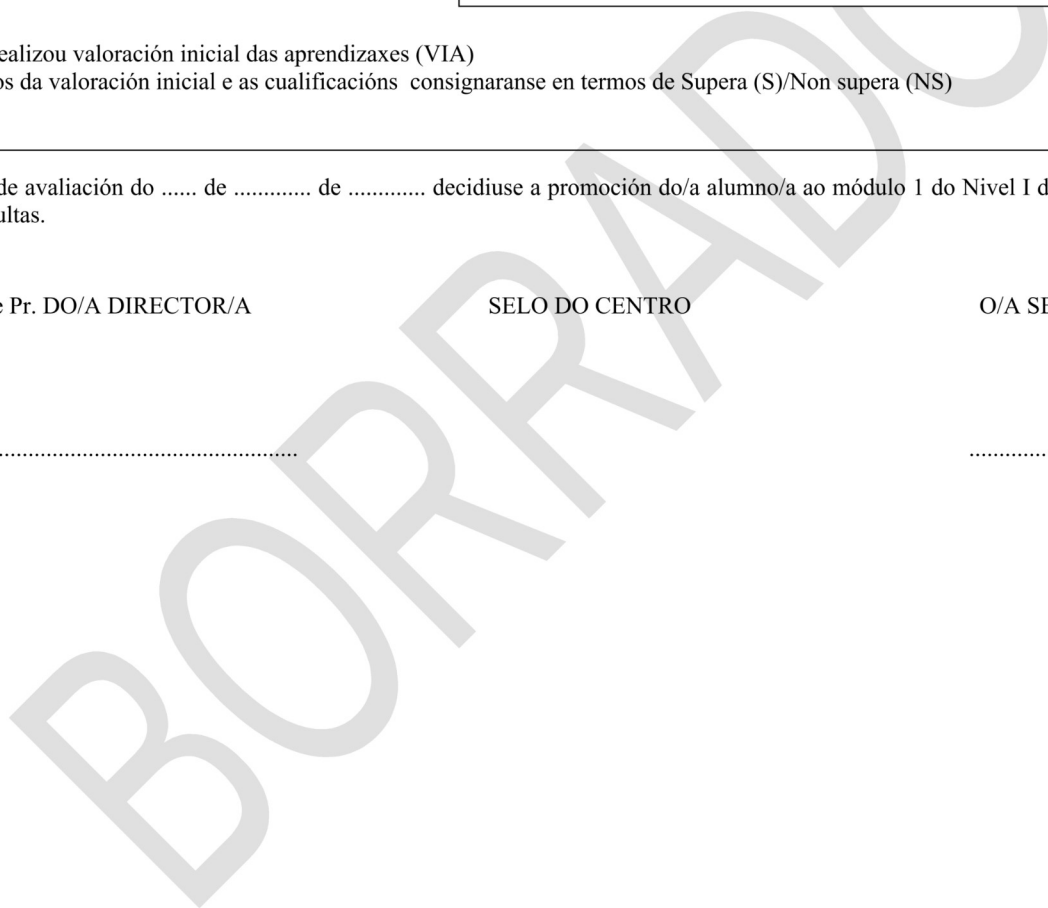 ealizou valoración inicial das aprendizaxes (VIA)
os da valoración inicial e as cualificacións consignaranse en termos de Supera (S)/Non supera (NS)
de avaliación do ...... de ............. de ............. decidiuse a promoción do/a alumno/a ao módulo 1 do Nivel I d
ultas.
e Pr. DO/A DIRECTOR/A SELO DO CENTRO O/A SE
BORRADO